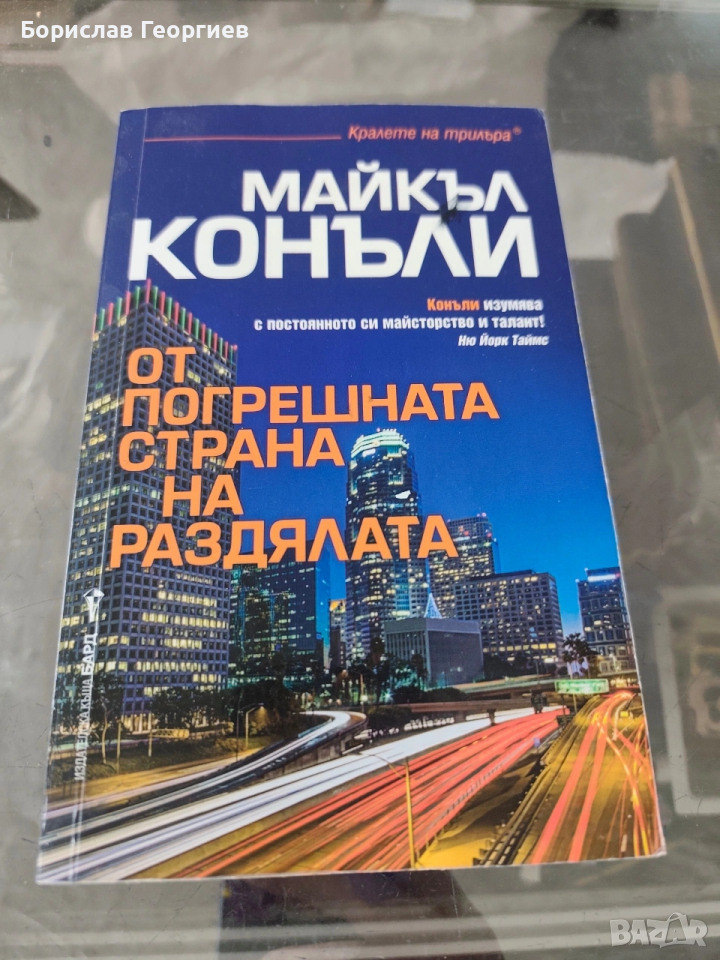 Борислав Георгиев
Кралете на трилъра®
МАЙКЪЛ
КОНЪЛИ
Конъли изумява
с постоянното си майсторство и талант!
Ню Йорк Таймс
ОТ
ПОГРЕШНАТА
СТРАНА
НА
РАЗДЯЛАТА
ИЗДАТЕЛСКА КЪЩА БАРД
BAZAR